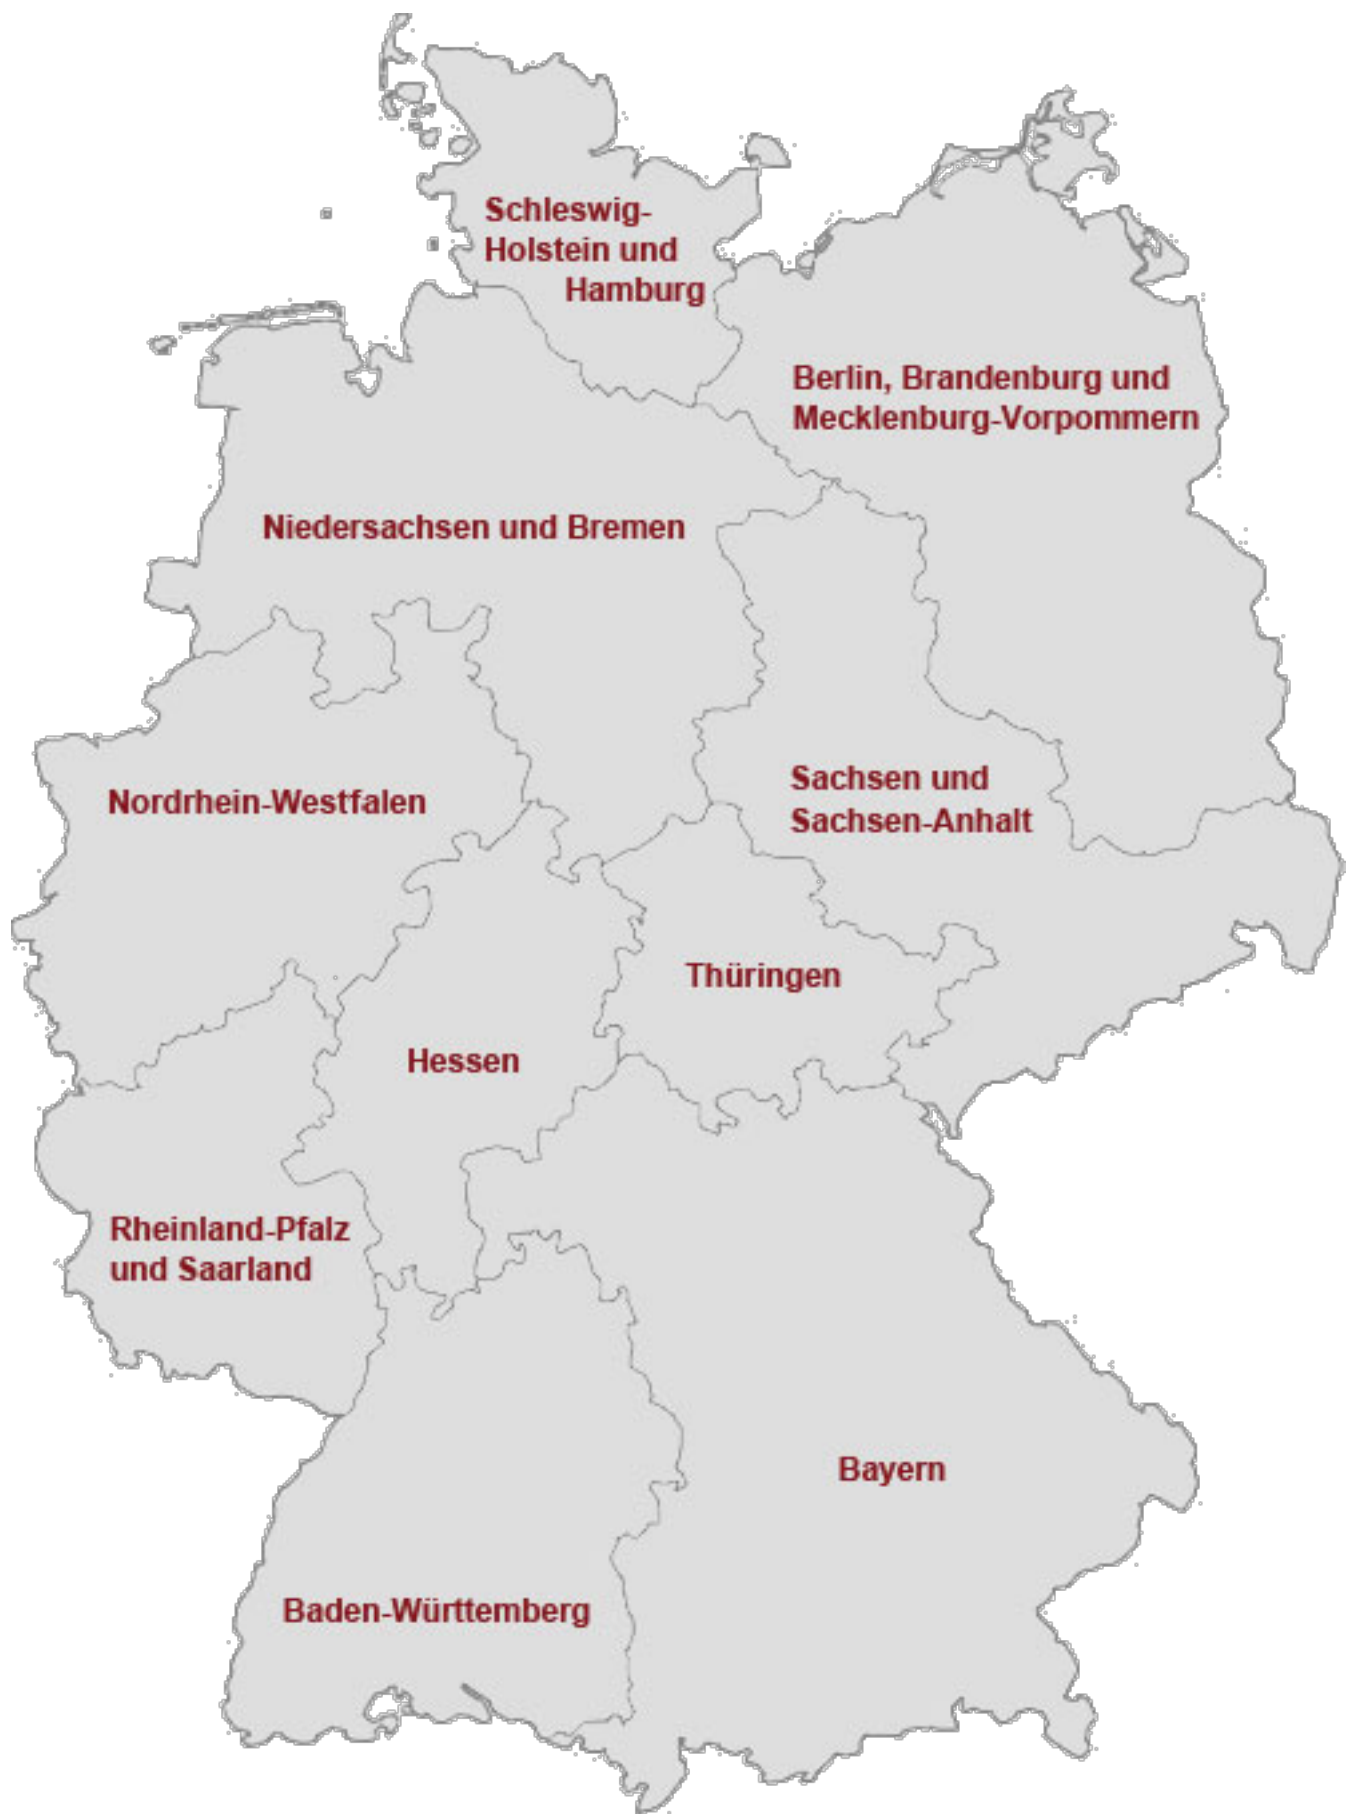 Schleswig-
Holstein und
Hamburg
Berlin, Brandenburg und
Mecklenburg-Vorpommern
Niedersachsen und Bremen
Nordrhein-Westfalen
Sachsen und
Sachsen-Anhalt
Thüringen
Hessen
Rheinland-Pfalz
und Saarland
Bayern
Baden-Württemberg